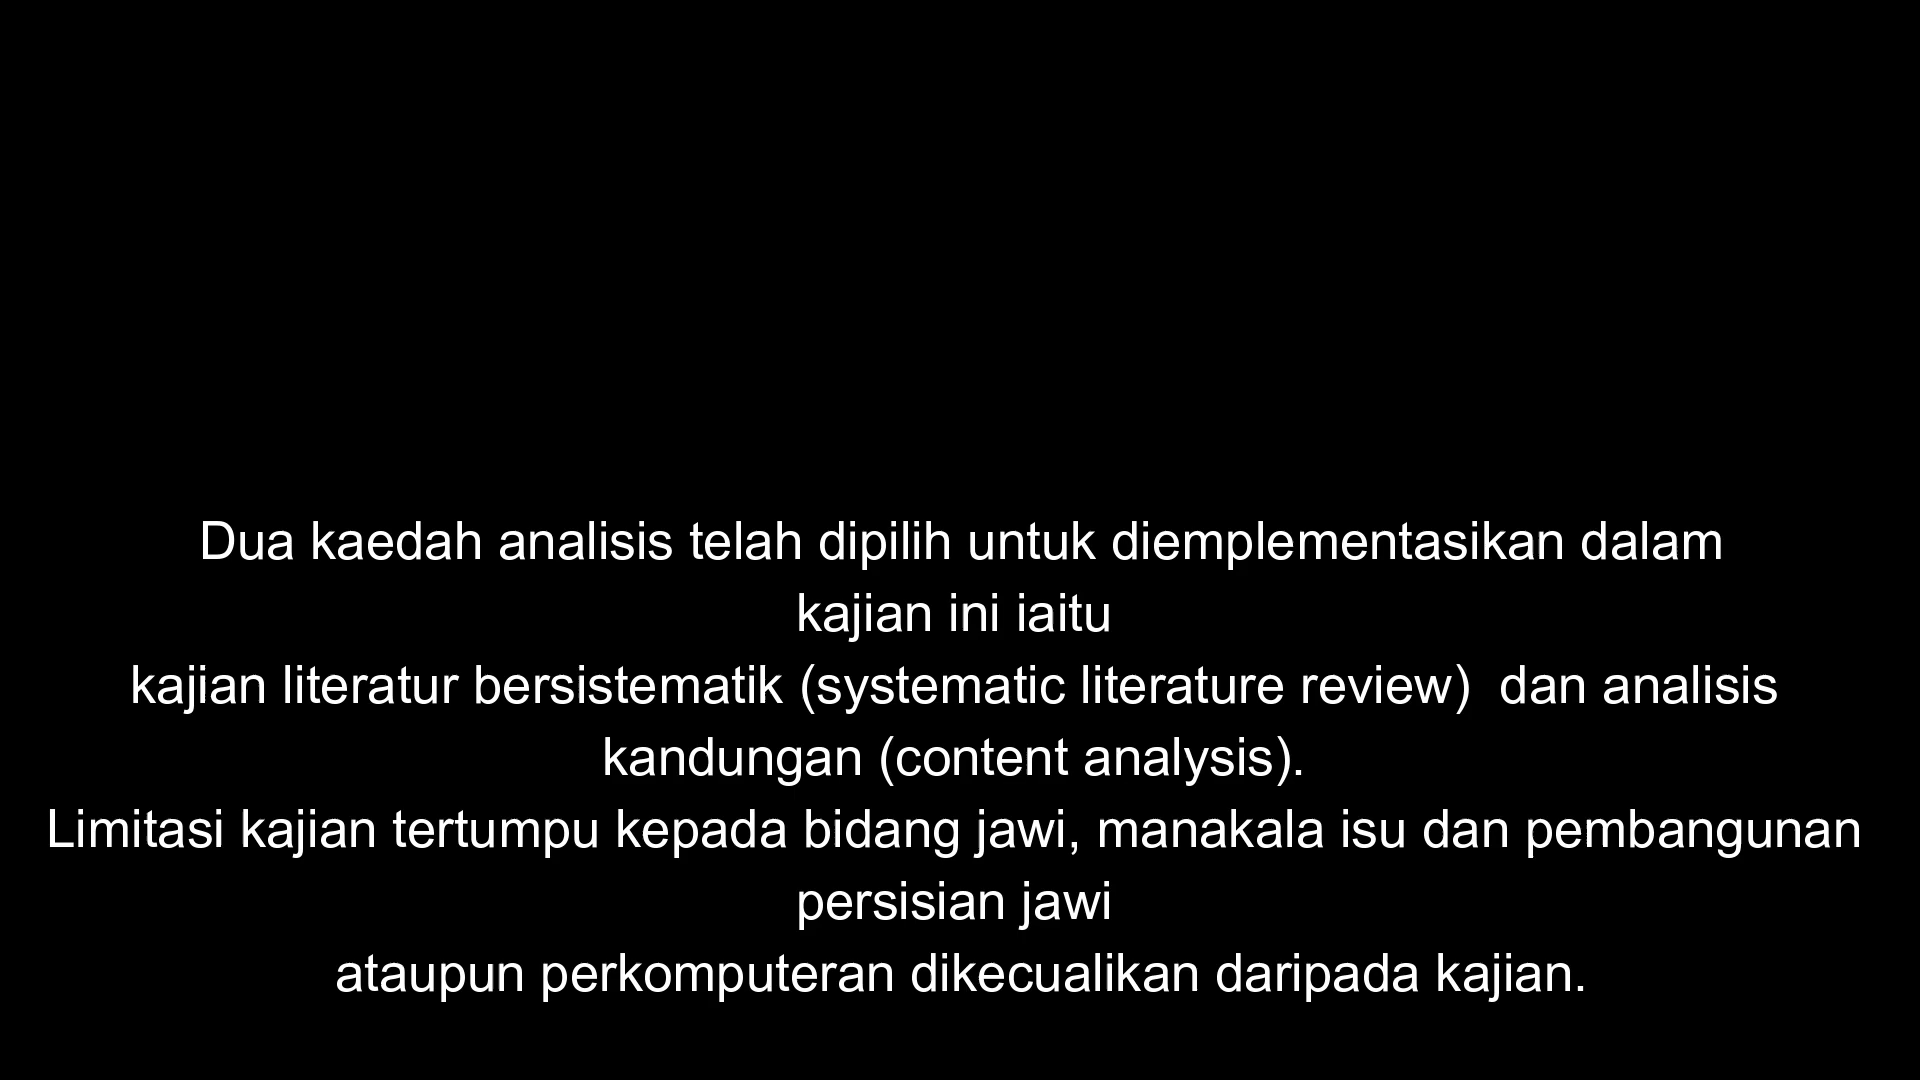 Dua kaedah analisis telah dipilih untuk diemplementasikan dalam
kajian ini iaitu
kajian literatur bersistematik (systematic literature review)  dan analisis
kandungan (content analysis).
Limitasi kajian tertumpu kepada bidang jawi, manakala isu dan pembangunan
persisian jawi
ataupun perkomputeran dikecualikan daripada kajian.